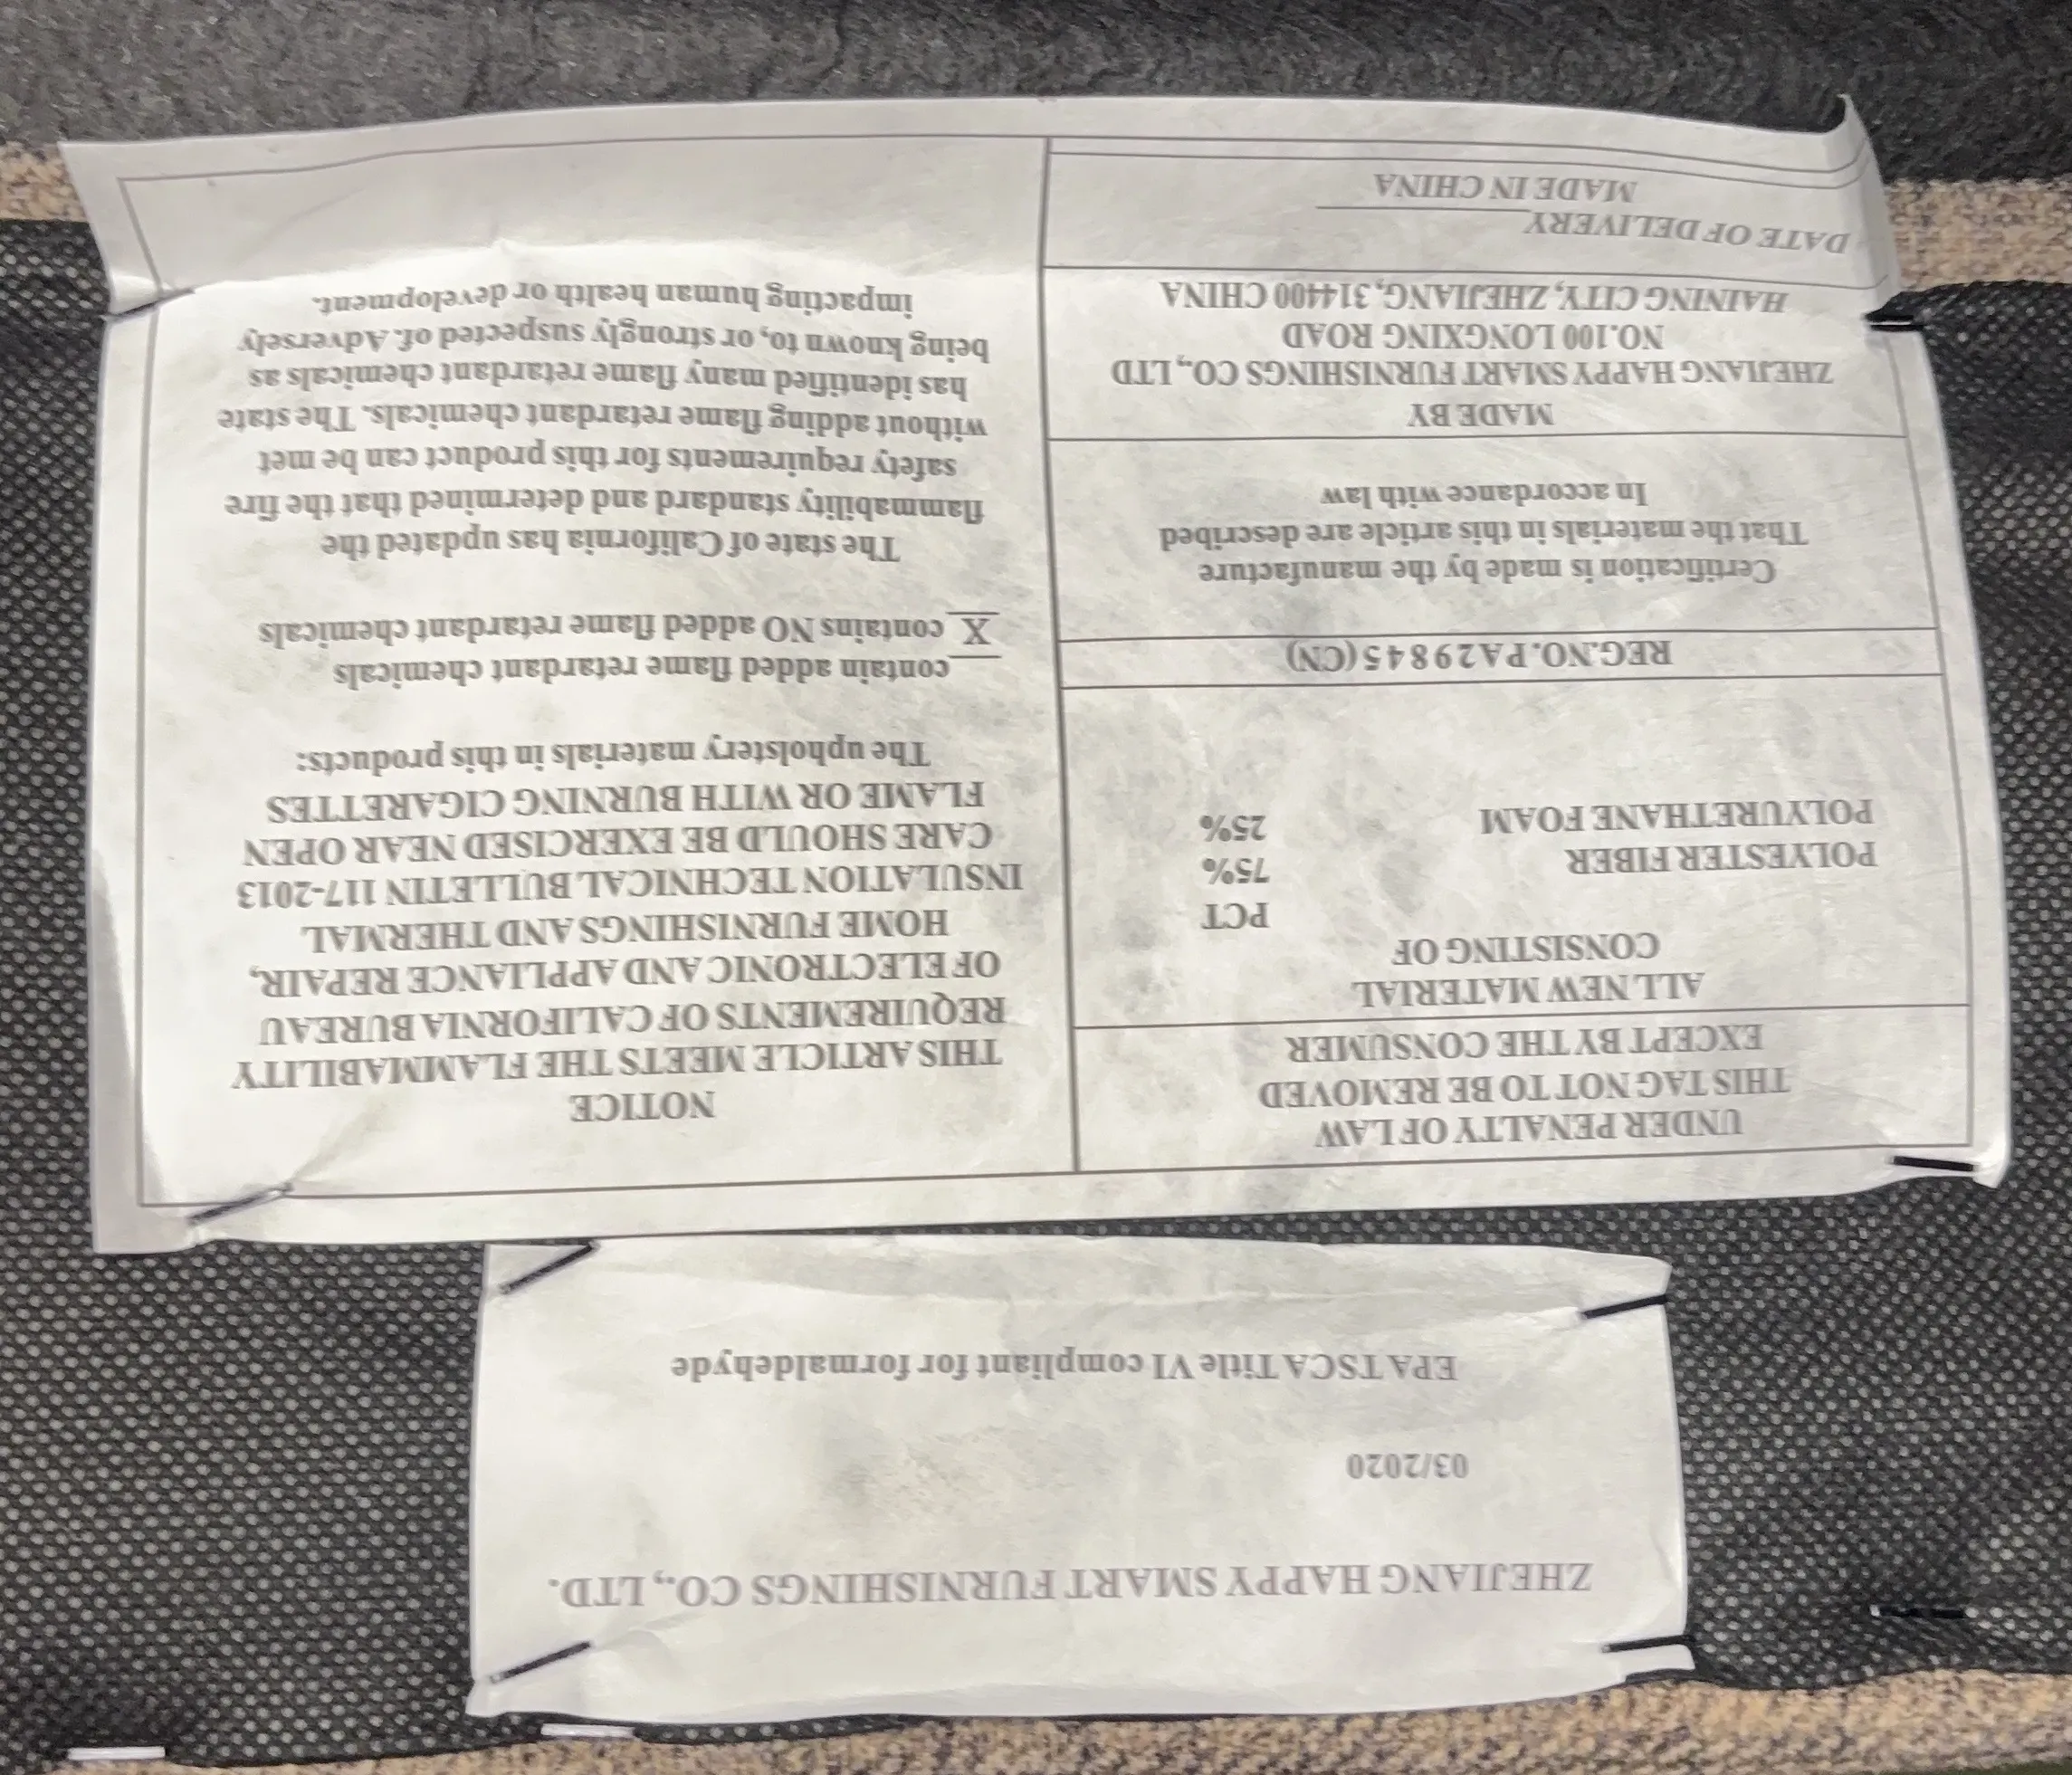 ZHEJIANG HAPPY SMART FURNISHINGS CO., LTD.
03/2020
EPA TSCA Title VI compliant for formaldehyde
UNDER PENALTY OF LAW
THIS TAG NOT TO BE REMOVED
EXCEPT BY THE CONSUMER
ALL NEW MATERIAL
CONSISTING OF
PCT
POLYESTER FIBER 75%
POLYURETHANE FOAM 25%
REG.NO.PA29845(CN)
Certification is made by the manufacture
That the materials in this article are described
In accordance with law
MADE BY
ZHEJIANG HAPPY SMART FURNISHINGS CO., LTD
NO.100 LONGXING ROAD
HAINING CITY, ZHEJIANG, 314400 CHINA
DATE OF DELIVERY
MADE IN CHINA
NOTICE
THIS ARTICLE MEETS THE FLAMMABILITY
REQUIREMENTS OF CALIFORNIA BUREAU
OF ELECTRONIC AND APPLIANCE REPAIR,
HOME FURNISHINGS AND THERMAL
INSULATION TECHNICAL BULLETIN 117-2013
CARE SHOULD BE EXERCISED NEAR OPEN
FLAME OR WITH BURNING CIGARETTES
The upholstery materials in this products:
__contain added flame retardant chemicals
X contains NO added flame retardant chemicals
The state of California has updated the
flammability standard and determined that the fire
safety requirements for this product can be met
without adding flame retardant chemicals. The state
has identified many flame retardant chemicals as
being known to, or strongly suspected of. Adversely
impacting human health or development.